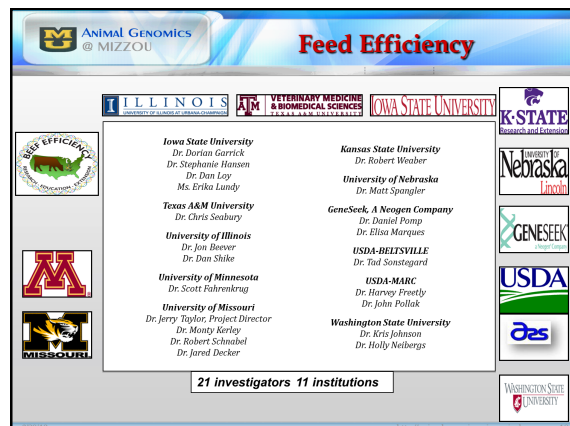 ANIMAL GENOMICS
@ MIZZOU
Feed Efficiency
ILLINOIS
UNIVERSITY OF ILLINOIS AT URBANA-CHAMPAIGN
ATM VETERINARY MEDICINE
& BIOMEDICAL SCIENCES
TEXAS A&M UNIVERSITY
IOWA STATE UNIVERSITY
K-STATE
Research and Extension
BEEF EFFICIENCY
RESEARCH EDUCATION EXTENSION
UNIVERSITY OF
Nebraska
Lincoln
GENESEEK
a Neogen Company
USDA
ars
WASHINGTON STATE
UNIVERSITY
M
MISSOURI
Iowa State University
Dr. Dorian Garrick
Dr. Stephanie Hansen
Dr. Dan Loy
Ms. Erika Lundy
Texas A&M University
Dr. Chris Seabury
University of Illinois
Dr. Jon Beever
Dr. Dan Shike
University of Minnesota
Dr. Scott Fahrenkrug
University of Missouri
Dr. Jerry Taylor, Project Director
Dr. Monty Kerley
Dr. Robert Schnabel
Dr. Jared Decker
Kansas State University
Dr. Robert Weaber
University of Nebraska
Dr. Matt Spangler
GeneSeek, A Neogen Company
Dr. Daniel Pomp
Dr. Elisa Marques
USDA-BELTSVILLE
Dr. Tad Sonstegard
USDA-MARC
Dr. Harvey Freetly
Dr. John Pollak
Washington State University
Dr. Kris Johnson
Dr. Holly Neibergs
21 investigators 11 institutions